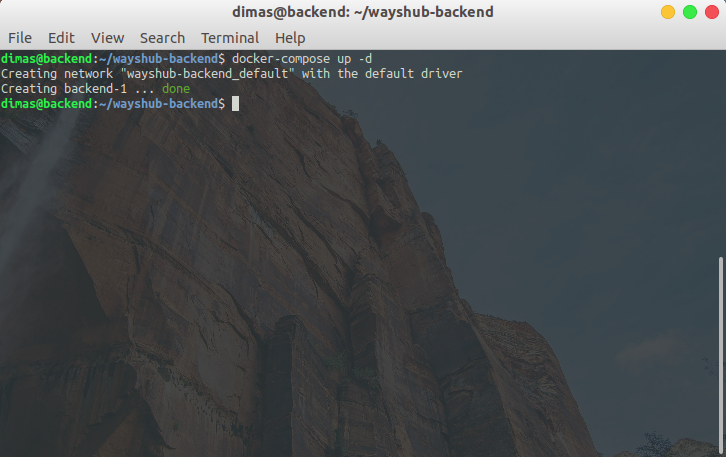 dimas@backend: ~/wayshub-backend
File Edit View Search Terminal Help
dimas@backend:~/wayshub-backend$ docker-compose up -d
Creating network "wayshub-backend_default" with the default driver
Creating backend-1 ... done
dimas@backend:~/wayshub-backend$